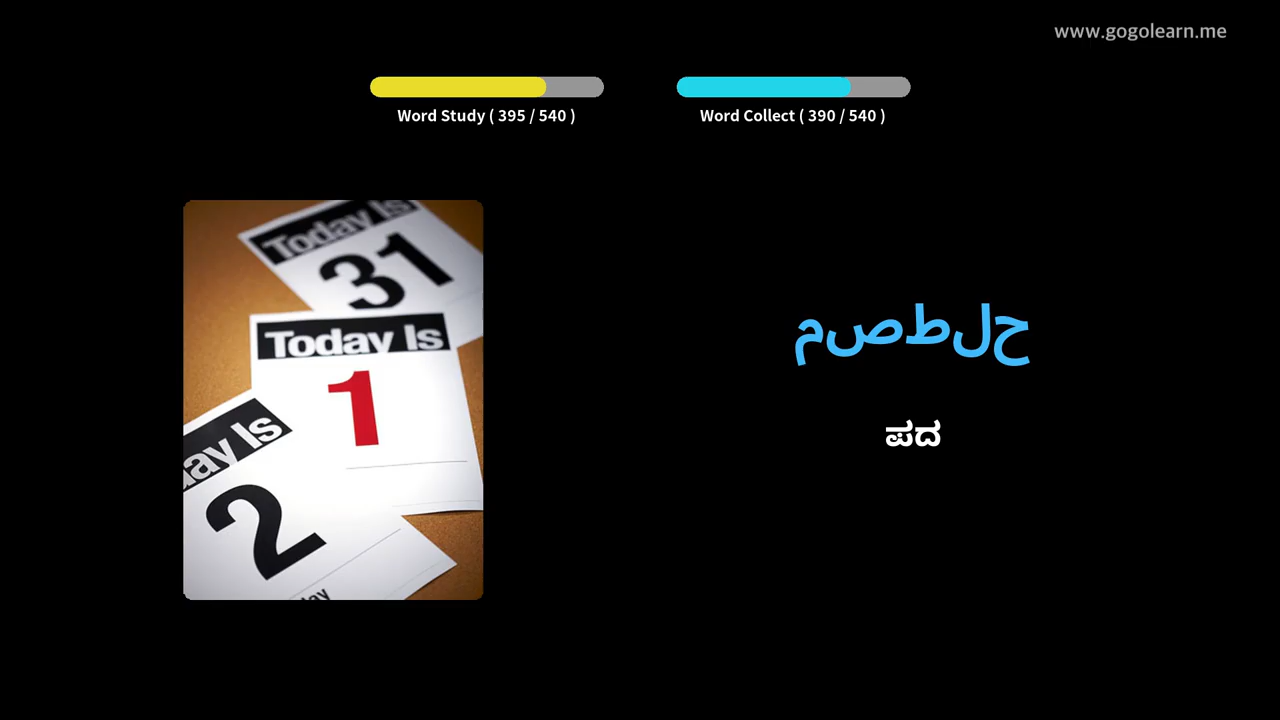 www.gogolearn.me
Word Study ( 395 / 540 )
Word Collect ( 390 / 540 )
Today Is
31
Today Is
1
ay Is
2
ay
مصطلح
ಪದ